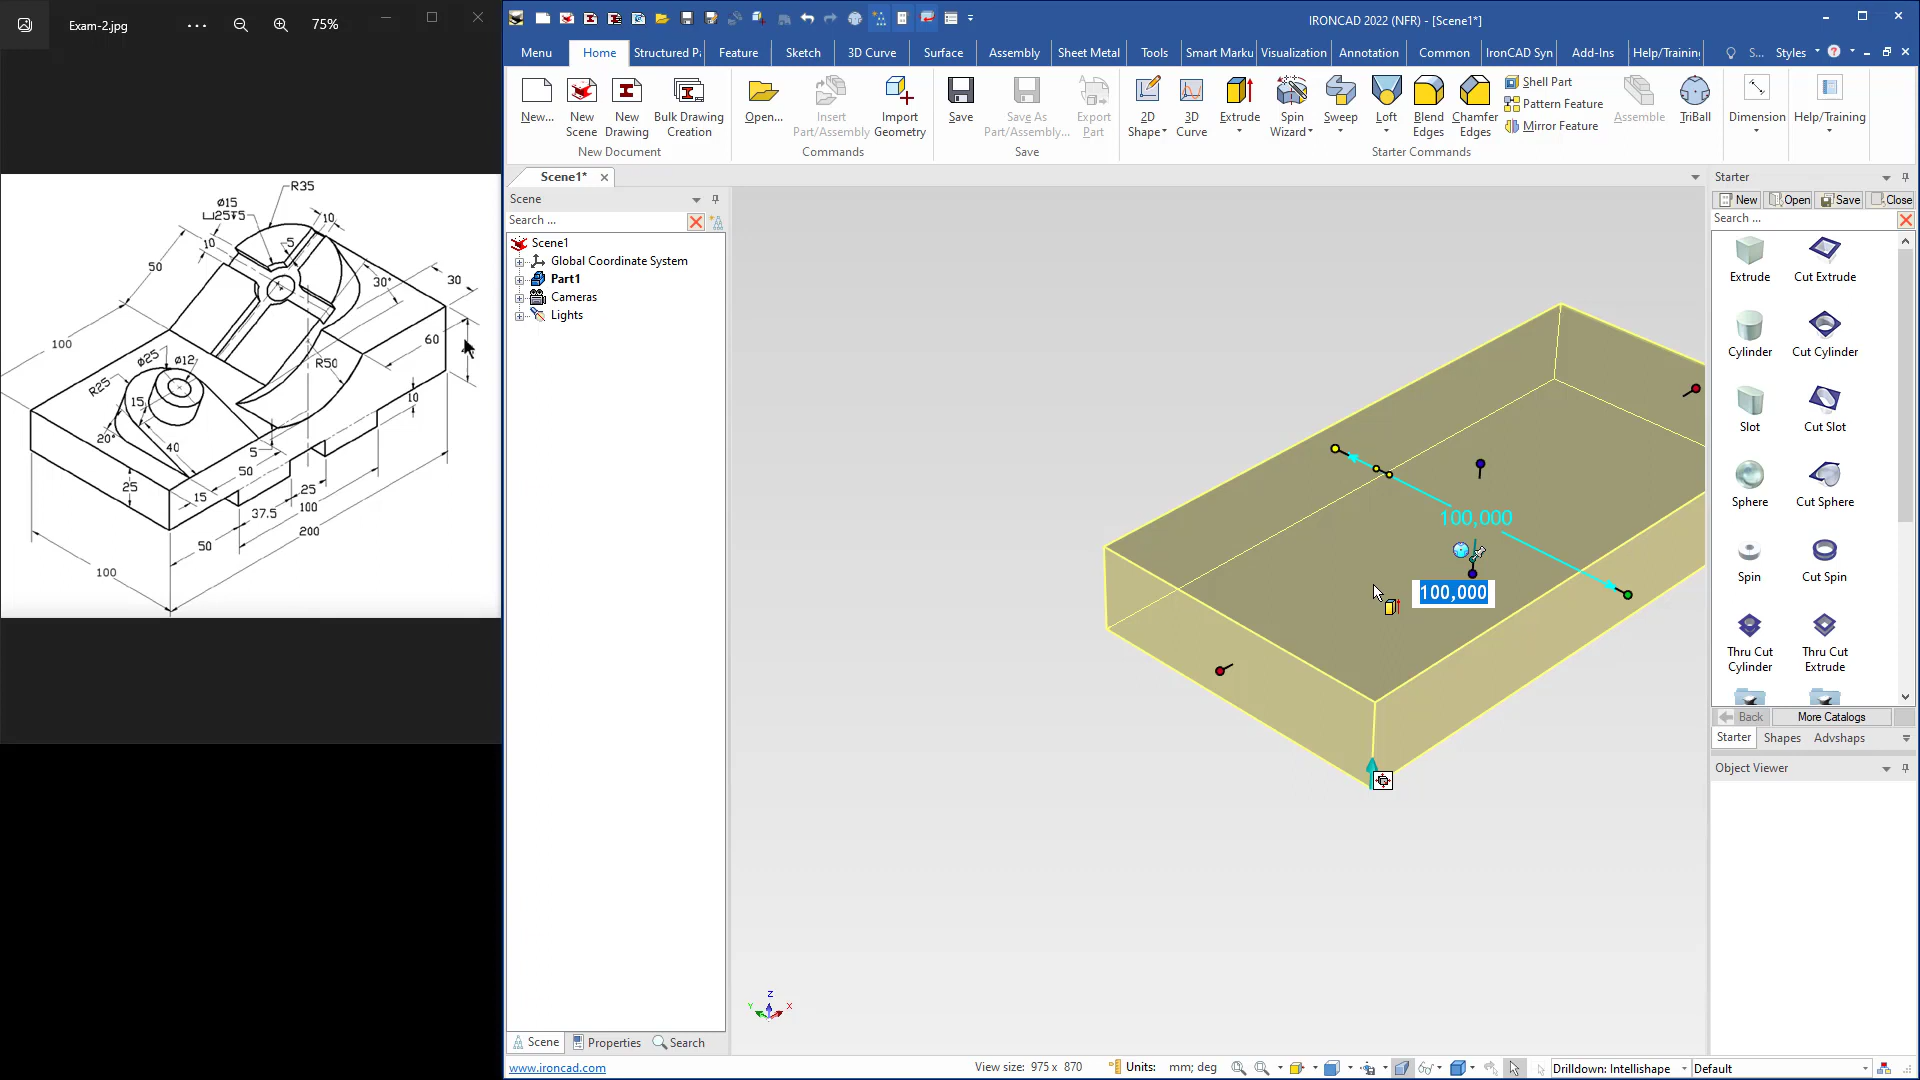 Exam-2.jpg
75%
IRONCAD 2022 (NFR) - [Scene1*]
Menu
Home
Structured P
Feature
Sketch
3D Curve
Surface
Assembly
Sheet Metal
Tools
Smart Marku
Visualization
Annotation
Common
IronCAD Syn
Add-Ins
Help/Trainin
S...
Styles
New...
New Scene
New Drawing
Bulk Drawing Creation
New Document
Open...
Insert Part/Assembly
Import Geometry
Commands
Save
Save As Part/Assembly...
Export Part
Save
2D Shape
3D Curve
Extrude
Spin Wizard
Sweep
Loft
Blend Edges
Chamfer Edges
Shell Part
Pattern Feature
Mirror Feature
Assemble
TriBall
Starter Commands
Dimension
Help/Training
Scene1*
Scene
Search ...
Scene1
Global Coordinate System
Part1
Cameras
Lights
R35
Ø15
⌴25↧5
10
10
5
50
30°
30
60
100
R50
Ø25
Ø12
R25
15
20°
40
10
5
50
25
15
25
37.5
100
200
50
100
100,000
100,000
Z
Y
X
Starter
New
Open
Save
Close
Search ...
Extrude
Cut Extrude
Cylinder
Cut Cylinder
Slot
Cut Slot
Sphere
Cut Sphere
Spin
Cut Spin
Thru Cut Cylinder
Thru Cut Extrude
Back
More Catalogs
Starter
Shapes
Advshaps
Object Viewer
Scene
Properties
Search
www.ironcad.com
View size: 975 x 870
Units:
mm; deg
Drilldown: Intellishape
Default